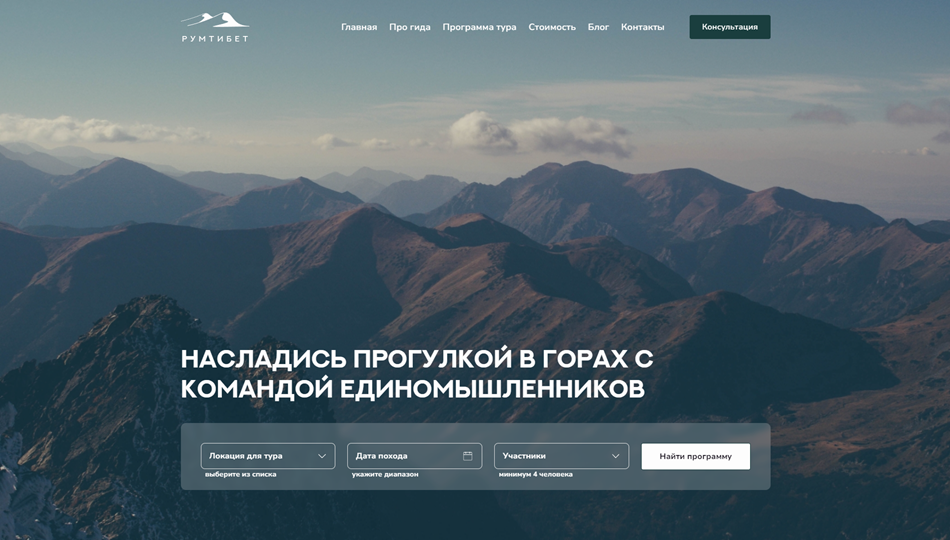 РУМТИБЕТ
Главная Про гида Программа тура Стоимость Блог Контакты Консультация
НАСЛАДИСЬ ПРОГУЛКОЙ В ГОРАХ С
КОМАНДОЙ ЕДИНОМЫШЛЕННИКОВ
Локация для тура Дата похода Участники Найти программу
выберите из списка укажите диапазон минимум 4 человека